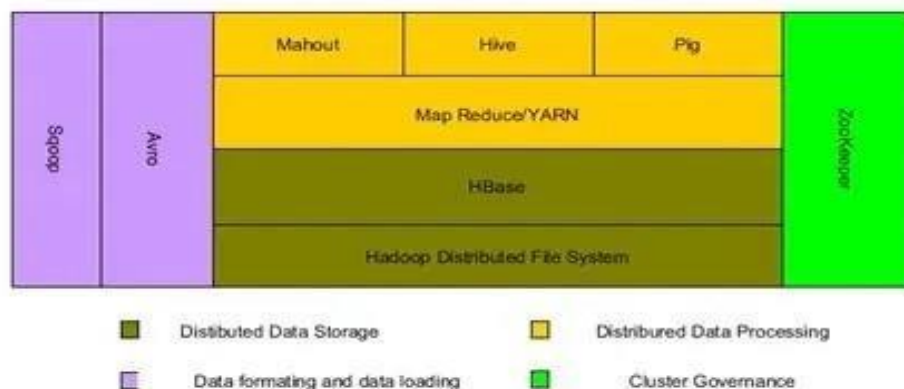 Mahout Hive Pig
Map Reduce/YARN
Sqoop
Avro
HBase
ZooKeeper
Hadoop Distributed File System
Distibuted Data Storage
Distribured Data Processing
Data formating and data loading
Cluster Governance